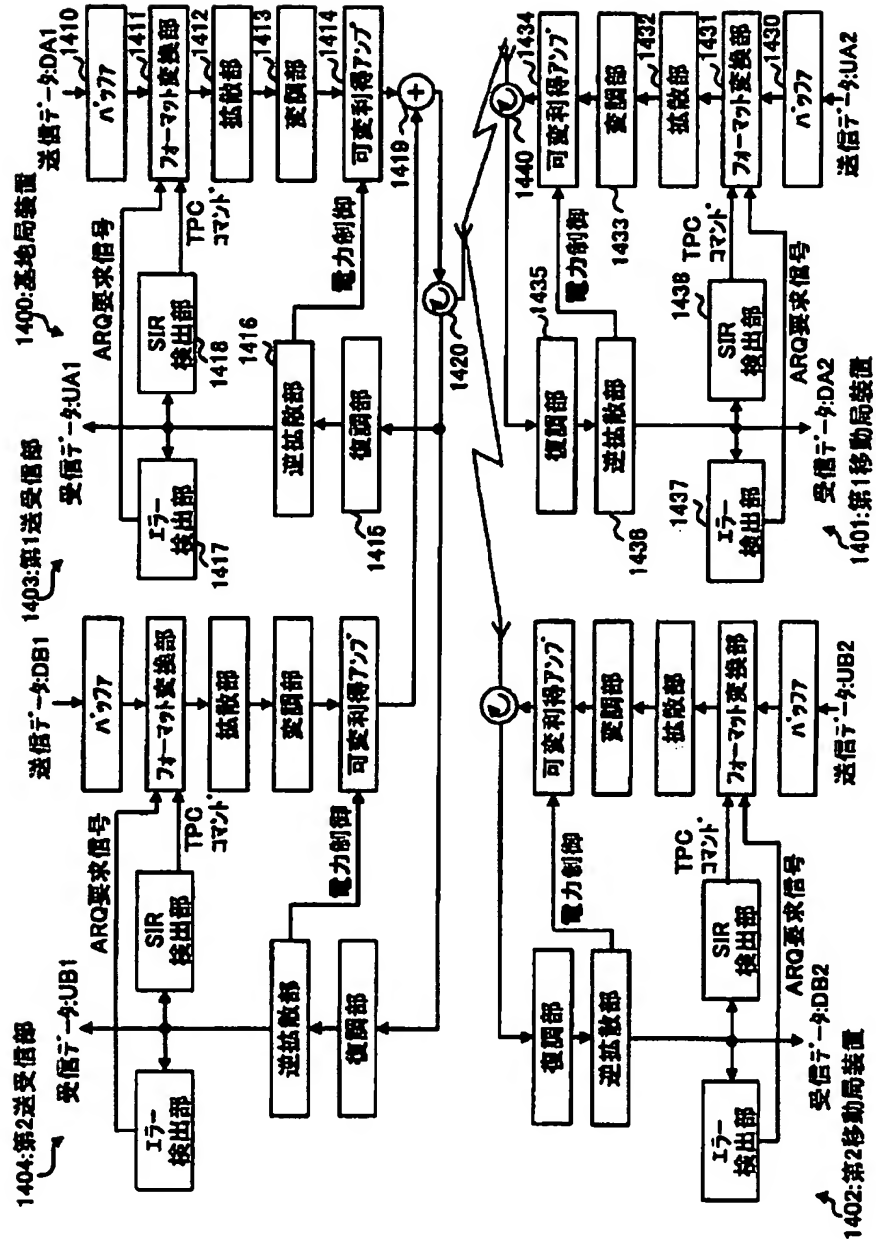 1400:基地局装置
1403:第1送受信部
送信データ:DA1
1410
バッファ
1411
フォーマット変換部
1412
拡散部
1413
変調部
1414
可変利得アンプ
1419
ARQ要求信号
TPC
コマンド
受信データ:UA1
SIR
検出部
1418
エラー
検出部
1417
1416
逆拡散部
電力制御
復調部
1415
1420
1404:第2送受信部
送信データ:DB1
バッファ
フォーマット変換部
拡散部
変調部
可変利得アンプ
ARQ要求信号
TPC
コマンド
受信データ:UB1
SIR
検出部
エラー
検出部
逆拡散部
電力制御
復調部
1434
可変利得アンプ
1440
1432
変調部
1433
1431
拡散部
フォーマット変換部
1430
バッファ
送信データ:UA2
電力制御
1435
復調部
逆拡散部
1436
TPC
コマンド
1438
SIR
検出部
ARQ要求信号
1437
エラー
検出部
受信データ:DA2
1401:第1移動局装置
可変利得アンプ
変調部
拡散部
フォーマット変換部
バッファ
送信データ:UB2
電力制御
復調部
逆拡散部
TPC
コマンド
SIR
検出部
ARQ要求信号
エラー
検出部
受信データ:DB2
1402:第2移動局装置